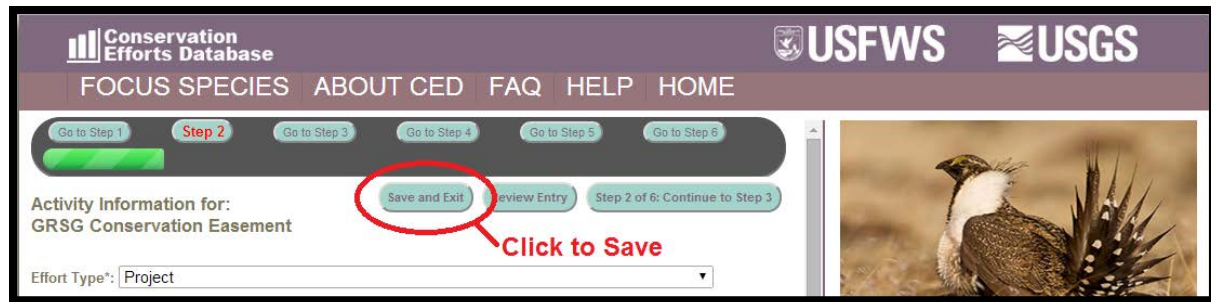 Conservation
Efforts Database
USFWS
USGS
FOCUS SPECIES ABOUT CED FAQ HELP HOME
Go to Step 1 Step 2 Go to Step 3 Go to Step 4 Go to Step 5 Go to Step 6
Save and Exit Review Entry Step 2 of 6: Continue to Step 3
Activity Information for:
GRSG Conservation Easement
Click to Save
Effort Type*: Project